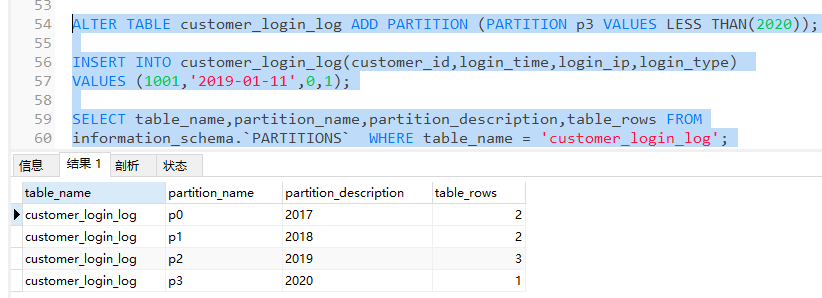 53
54 ALTER TABLE customer_login_log ADD PARTITION (PARTITION p3 VALUES LESS THAN(2020));
55
56 INSERT INTO customer_login_log(customer_id,login_time,login_ip,login_type)
57 VALUES (1001,'2019-01-11',0,1);
58
59 SELECT table_name,partition_name,partition_description,table_rows FROM
60 information_schema.`PARTITIONS`  WHERE table_name = 'customer_login_log';
信息 结果 1 剖析 状态
table_name partition_name partition_description table_rows
customer_login_log p0 2017 2
customer_login_log p1 2018 2
customer_login_log p2 2019 3
customer_login_log p3 2020 1